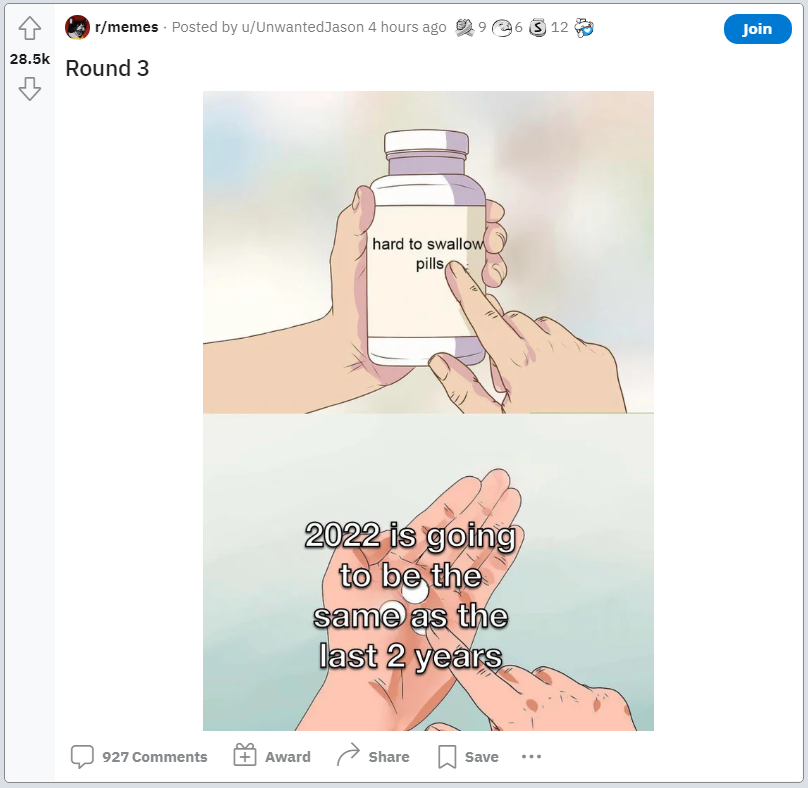 r/memes · Posted by u/UnwantedJason 4 hours ago 9 6 S 12
Join
28.5k
Round 3
hard to swallow
pills
2022 is going
to be the
same as the
last 2 years
927 Comments Award Share Save ...